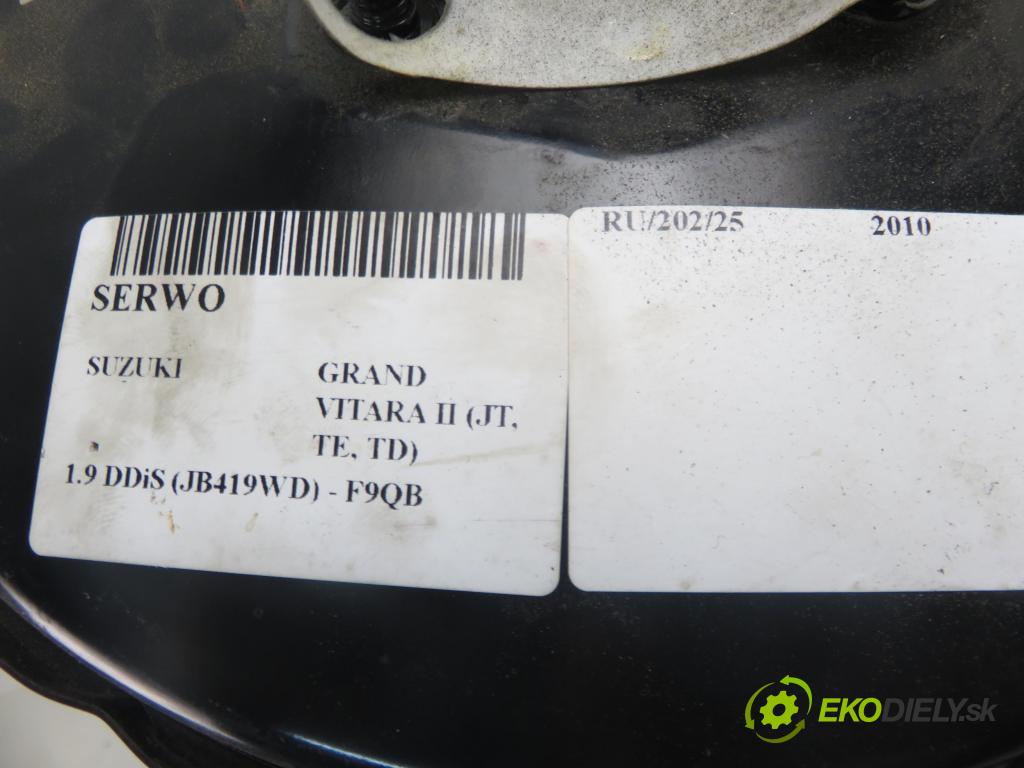 SERWO
SUZUKI
GRAND
VITARA II (JT,
TE, TD)
1.9 DDiS (JB419WD) - F9QB
RU/202/25 2010
EKODIELY.sk